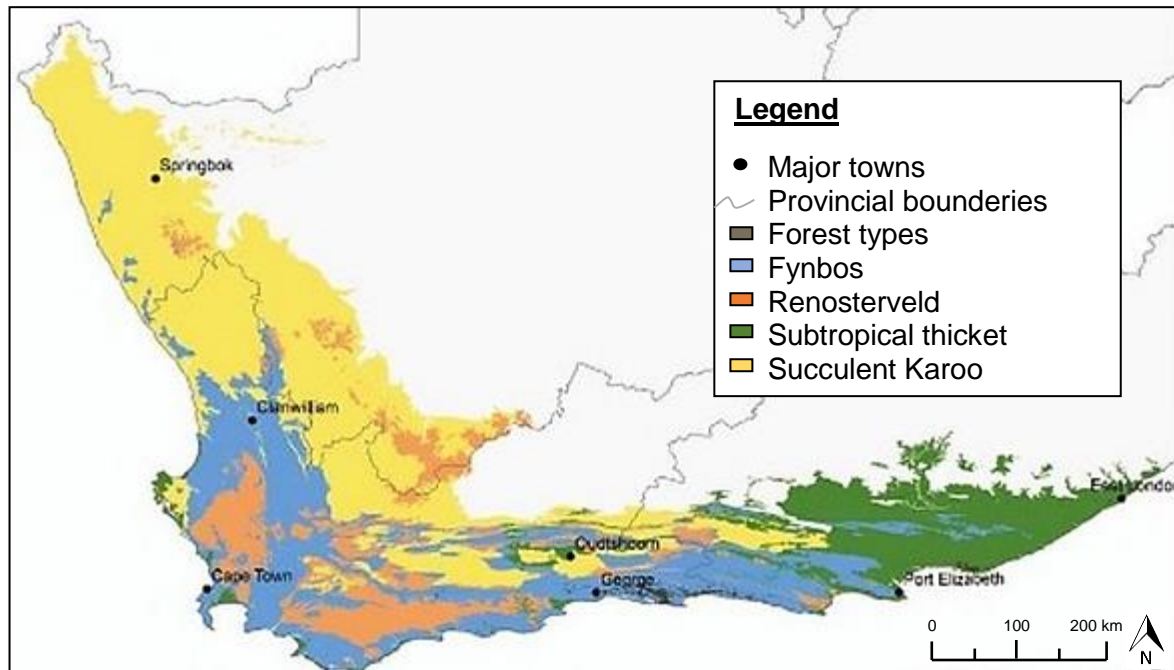 Legend
Major towns
Provincial bounderies
Forest types
Fynbos
Renosterveld
Subtropical thicket
Succulent Karoo
Springbok
Clanwilliam
East London
Oudtshoorn
Cape Town
George
Port Elizabeth
0 100 200 km
N